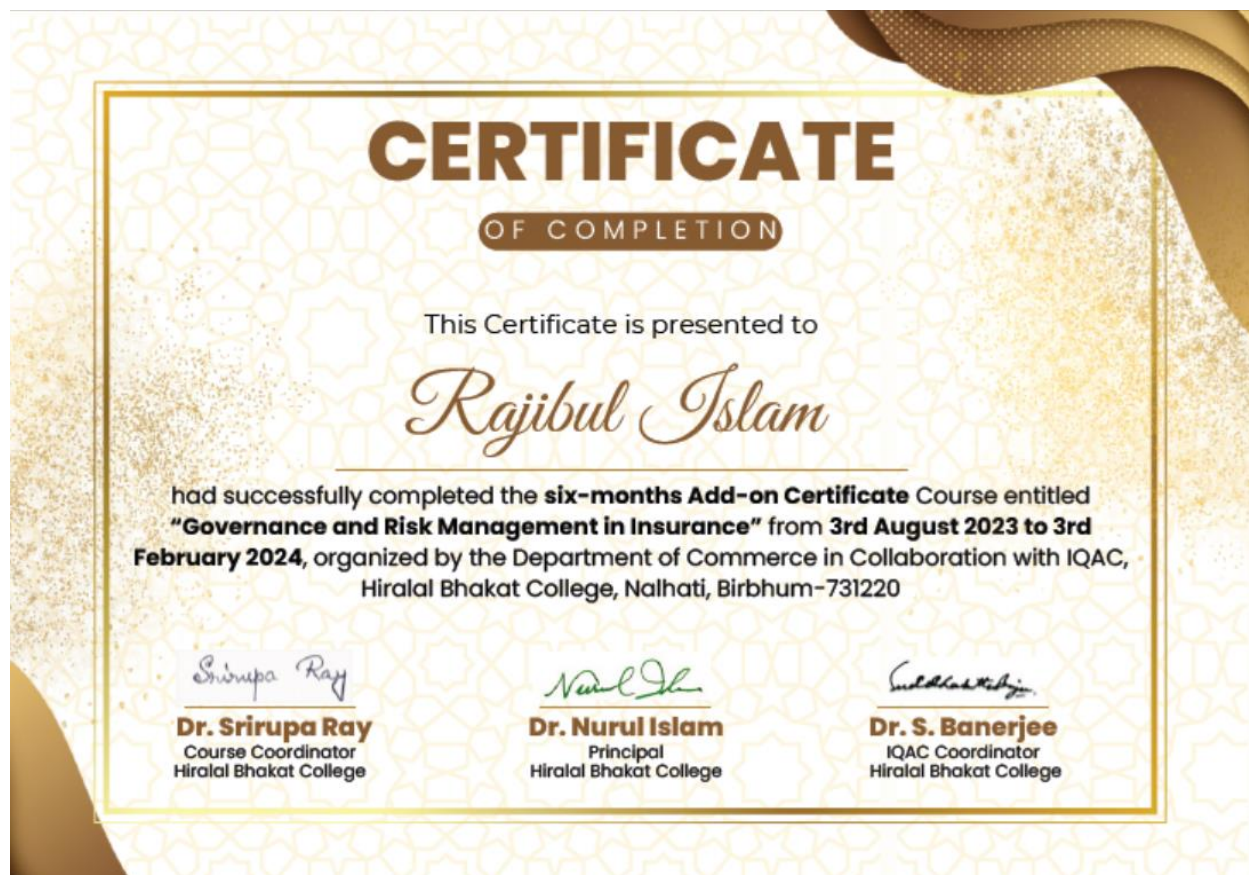 CERTIFICATE
OF COMPLETION
This Certificate is presented to
Rajibul Islam
had successfully completed the six-months Add-on Certificate Course entitled
“Governance and Risk Management in Insurance” from 3rd August 2023 to 3rd
February 2024, organized by the Department of Commerce in Collaboration with IQAC,
Hiralal Bhakat College, Nalhati, Birbhum-731220
Srirupa Ray
Dr. Srirupa Ray
Course Coordinator
Hiralal Bhakat College
Nurul Islam
Dr. Nurul Islam
Principal
Hiralal Bhakat College
Dr. S. Banerjee
IQAC Coordinator
Hiralal Bhakat College